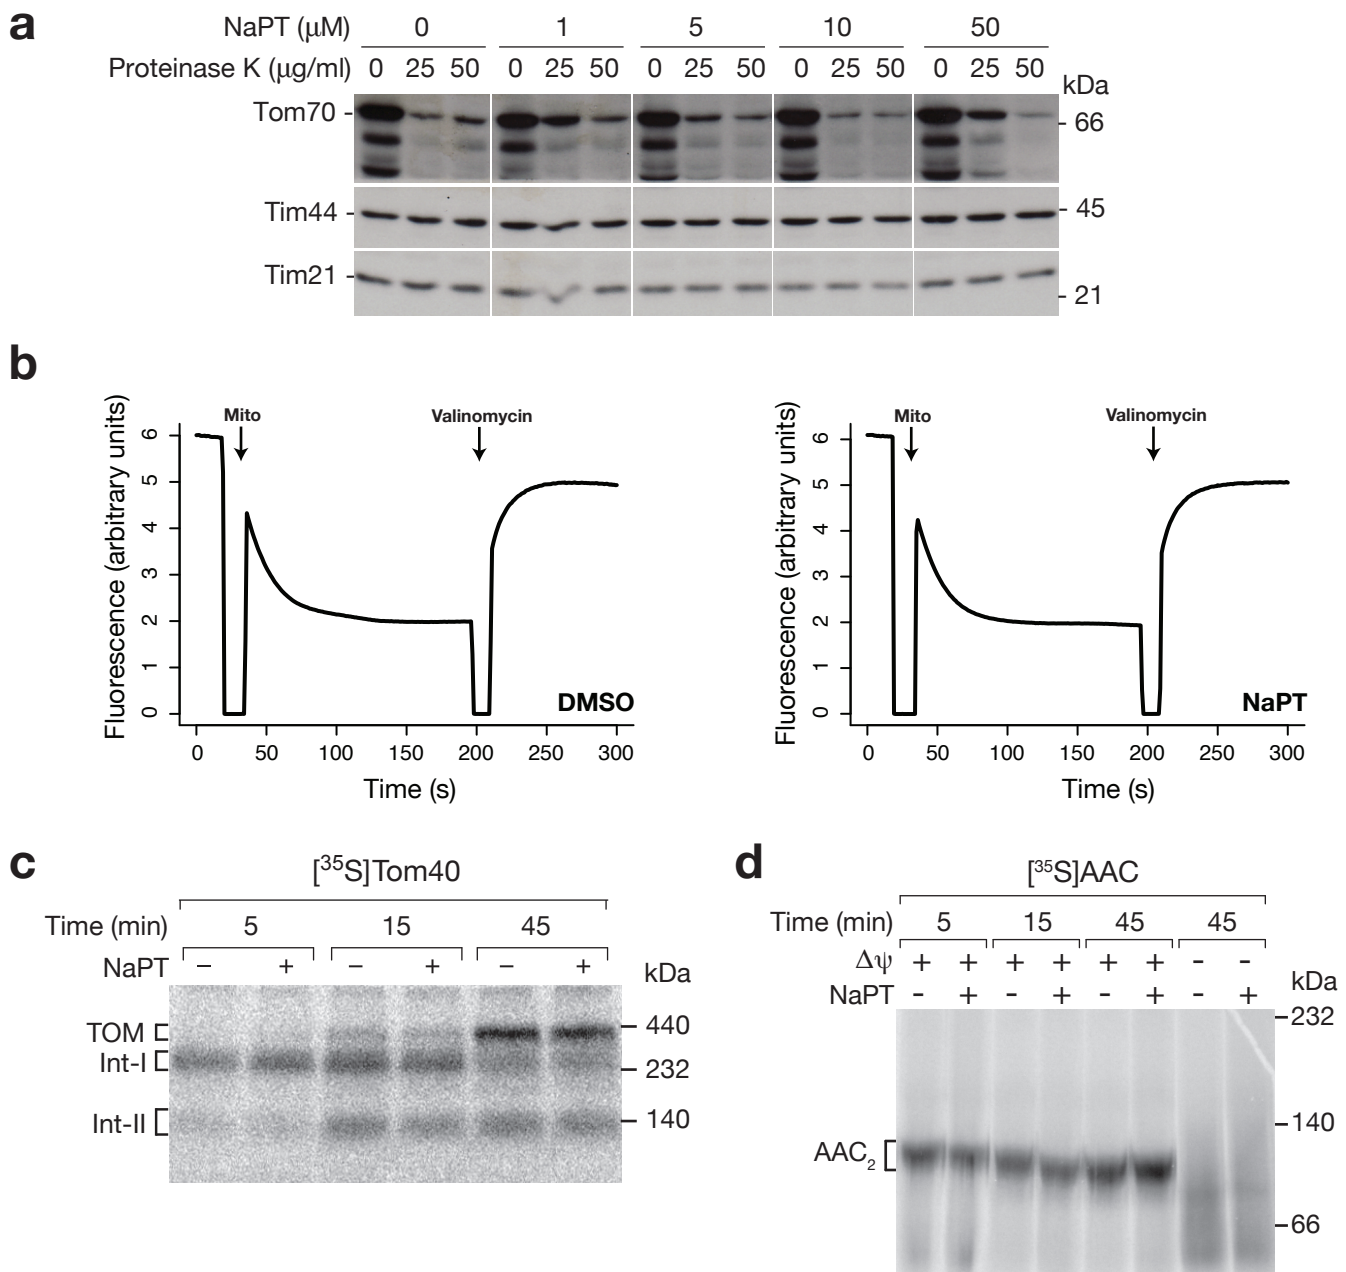 a
NaPT (μM) 0 1 5 10 50
Proteinase K (μg/ml) 0 25 50 0 25 50 0 25 50 0 25 50 0 25 50
kDa
Tom70 - - 66
Tim44 - - 45
Tim21 - - 21
b
Fluorescence (arbitrary units)
6
5
4
3
2
1
0
Mito Valinomycin
DMSO
0 50 100 150 200 250 300
Time (s)
Fluorescence (arbitrary units)
6
5
4
3
2
1
0
Mito Valinomycin
NaPT
0 50 100 150 200 250 300
Time (s)
c
[³⁵S]Tom40
Time (min) 5 15 45
NaPT – + – + – + kDa
TOM 440
Int-I 232
Int-II 140
d
[³⁵S]AAC
Time (min) 5 15 45 45
Δψ + + + + + + - -
NaPT - + - + - + - + kDa
232
140
AAC₂
66